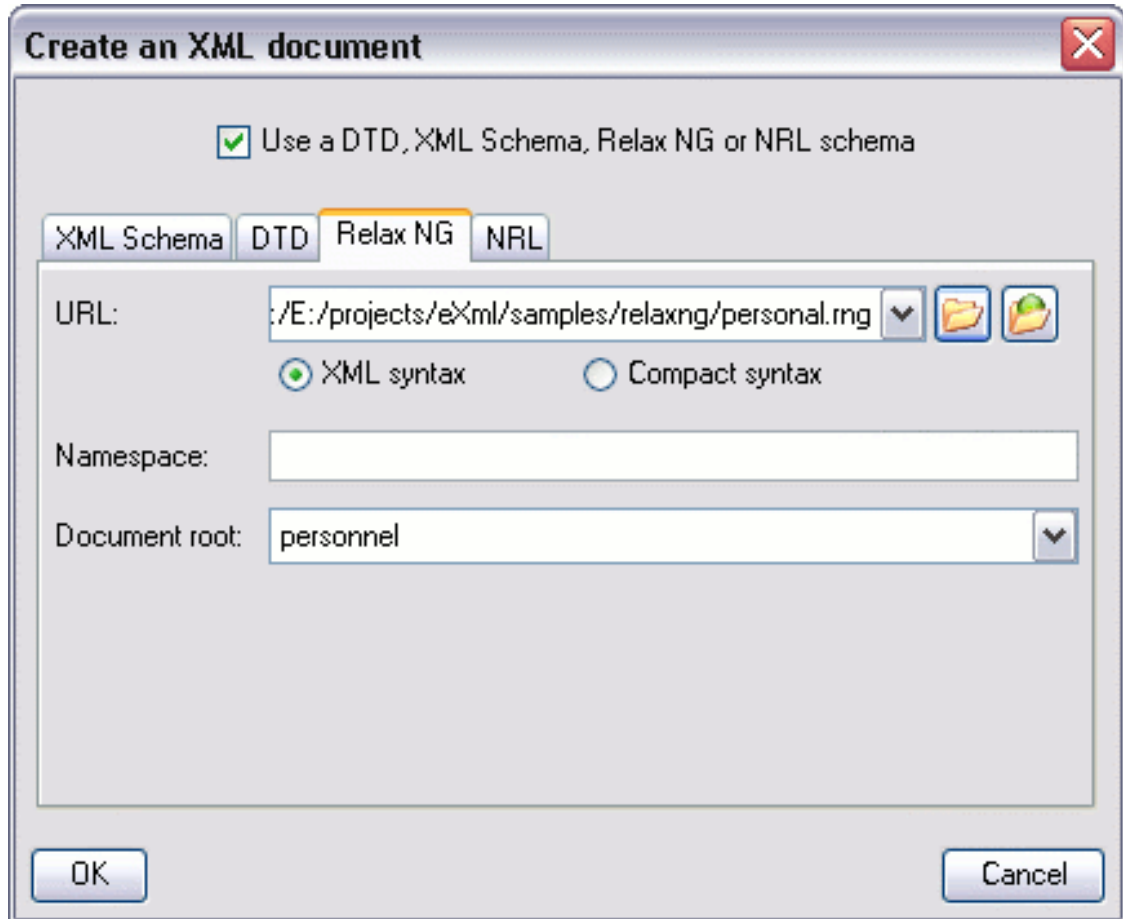 Create an XML document
Use a DTD, XML Schema, Relax NG or NRL schema
XML Schema DTD Relax NG NRL
URL: :/E:/projects/eXml/samples/relaxng/personal.rng
XML syntax Compact syntax
Namespace:
Document root: personnel
OK Cancel